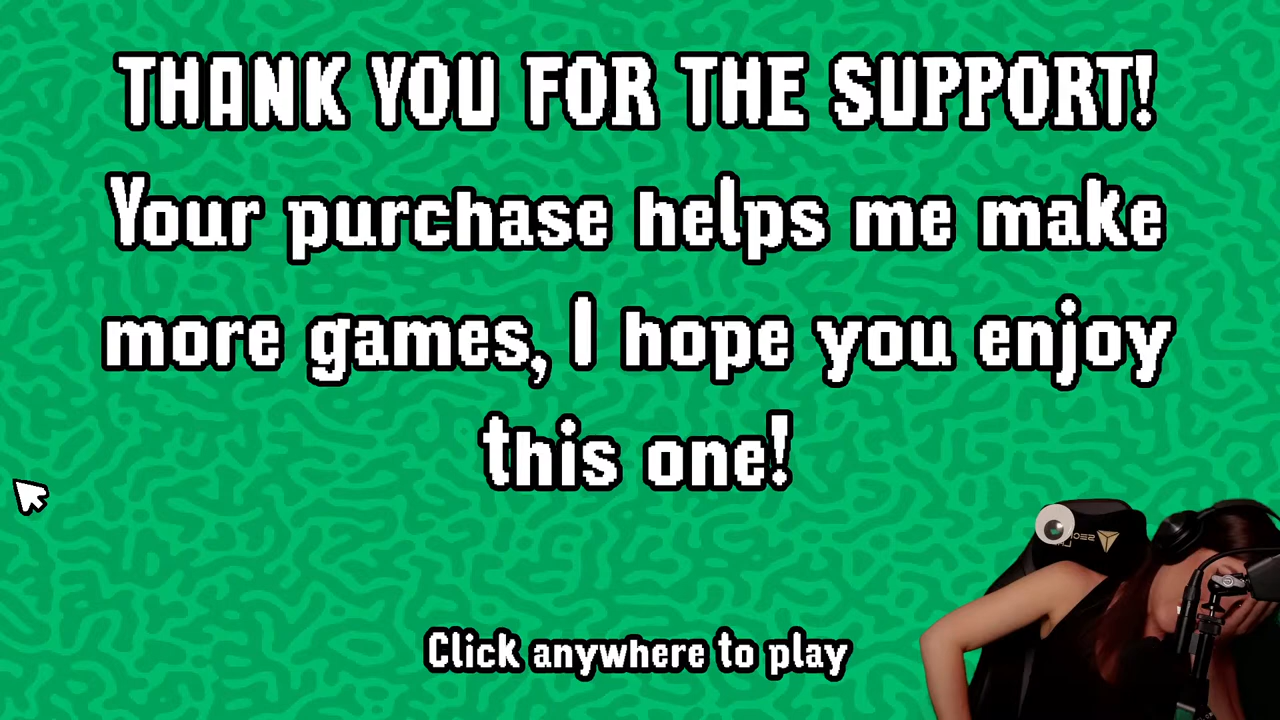 THANK YOU FOR THE SUPPORT!
Your purchase helps me make
more games, I hope you enjoy
this one!
Click anywhere to play